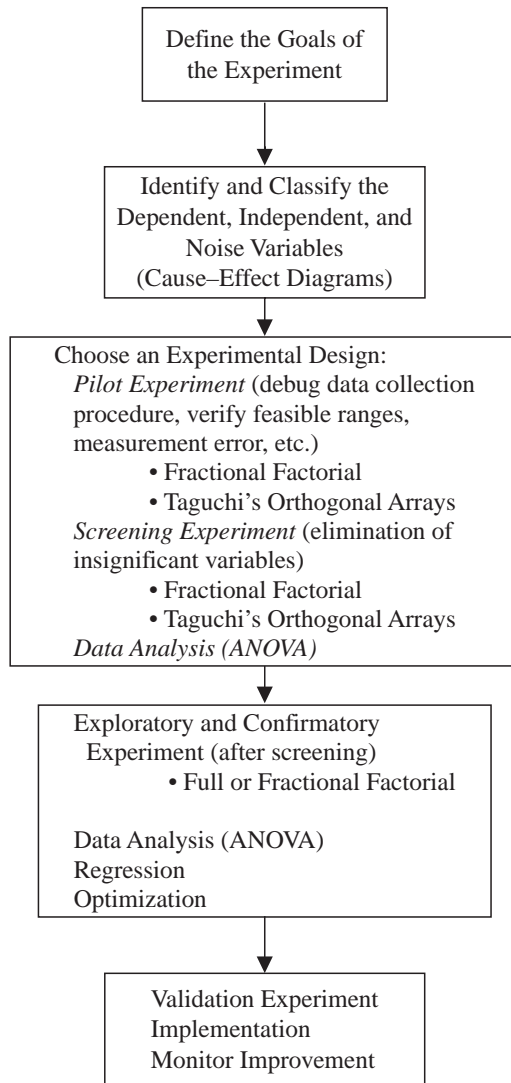 Define the Goals of
the Experiment
Identify and Classify the
Dependent, Independent, and
Noise Variables
(Cause–Effect Diagrams)
Choose an Experimental Design:
Pilot Experiment (debug data collection
procedure, verify feasible ranges,
measurement error, etc.)
• Fractional Factorial
• Taguchi's Orthogonal Arrays
Screening Experiment (elimination of
insignificant variables)
• Fractional Factorial
• Taguchi's Orthogonal Arrays
Data Analysis (ANOVA)
Exploratory and Confirmatory
Experiment (after screening)
• Full or Fractional Factorial
Data Analysis (ANOVA)
Regression
Optimization
Validation Experiment
Implementation
Monitor Improvement